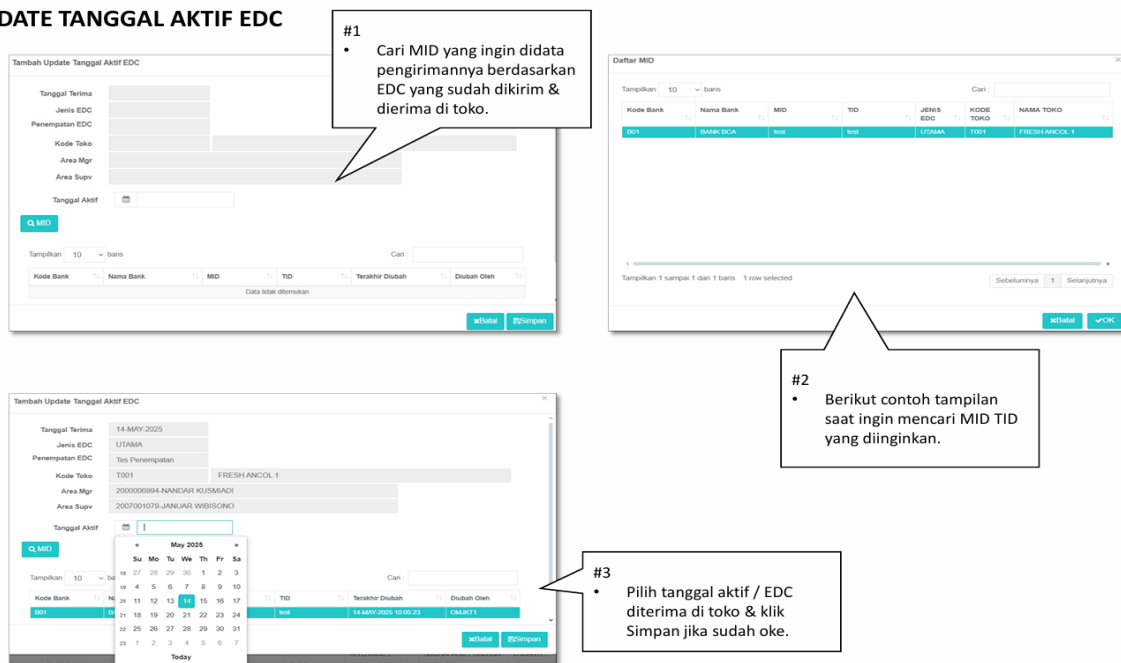 DATE TANGGAL AKTIF EDC
#1
• Cari MID yang ingin didata
pengirimannya berdasarkan
EDC yang sudah dikirim &
dierima di toko.
Tambah Update Tanggal Aktif EDC
Tanggal Terima
Jenis EDC
Penempatan EDC
Kode Toko
Area Mgr
Area Supv
Tanggal Aktif
MID
Tampilkan 10 baris Cari :
Kode Bank Nama Bank MID TID Terakhir Diubah Diubah Oleh
Data tidak ditemukan
Batal Simpan
Daftar MID ×
Tampilkan 10 baris Cari :
Kode Bank Nama Bank MID TID JENIS EDC KODE TOKO NAMA TOKO
B01 BANK BCA test test UTAMA T001 FRESH ANCOL 1
Tampilkan 1 sampai 1 dari 1 baris 1 row selected
Sebelumnya 1 Selanjutnya
Batal OK
#2
• Berikut contoh tampilan
saat ingin mencari MID TID
yang diinginkan.
Tambah Update Tanggal Aktif EDC ×
Tanggal Terima 14-MAY-2025
Jenis EDC UTAMA
Penempatan EDC Tes Penempatan
Kode Toko T001 FRESH ANCOL 1
Area Mgr 2000006994-NANDAR KUSMIADI
Area Supv 2007001079-JANUAR WIBISONO
Tanggal Aktif
MID
« May 2025 »
Su Mo Tu We Th Fr Sa
18 27 28 29 30 1 2 3
19 4 5 6 7 8 9 10
20 11 12 13 14 15 16 17
21 18 19 20 21 22 23 24
22 25 26 27 28 29 30 31
23 1 2 3 4 5 6 7
Today
Tampilkan 10 ba Cari :
Kode Bank TID Terakhir Diubah Diubah Oleh
B01 test 14-MAY-2025 10:05:23
Batal Simpan
#3
• Pilih tanggal aktif / EDC
diterima di toko & klik
Simpan jika sudah oke.